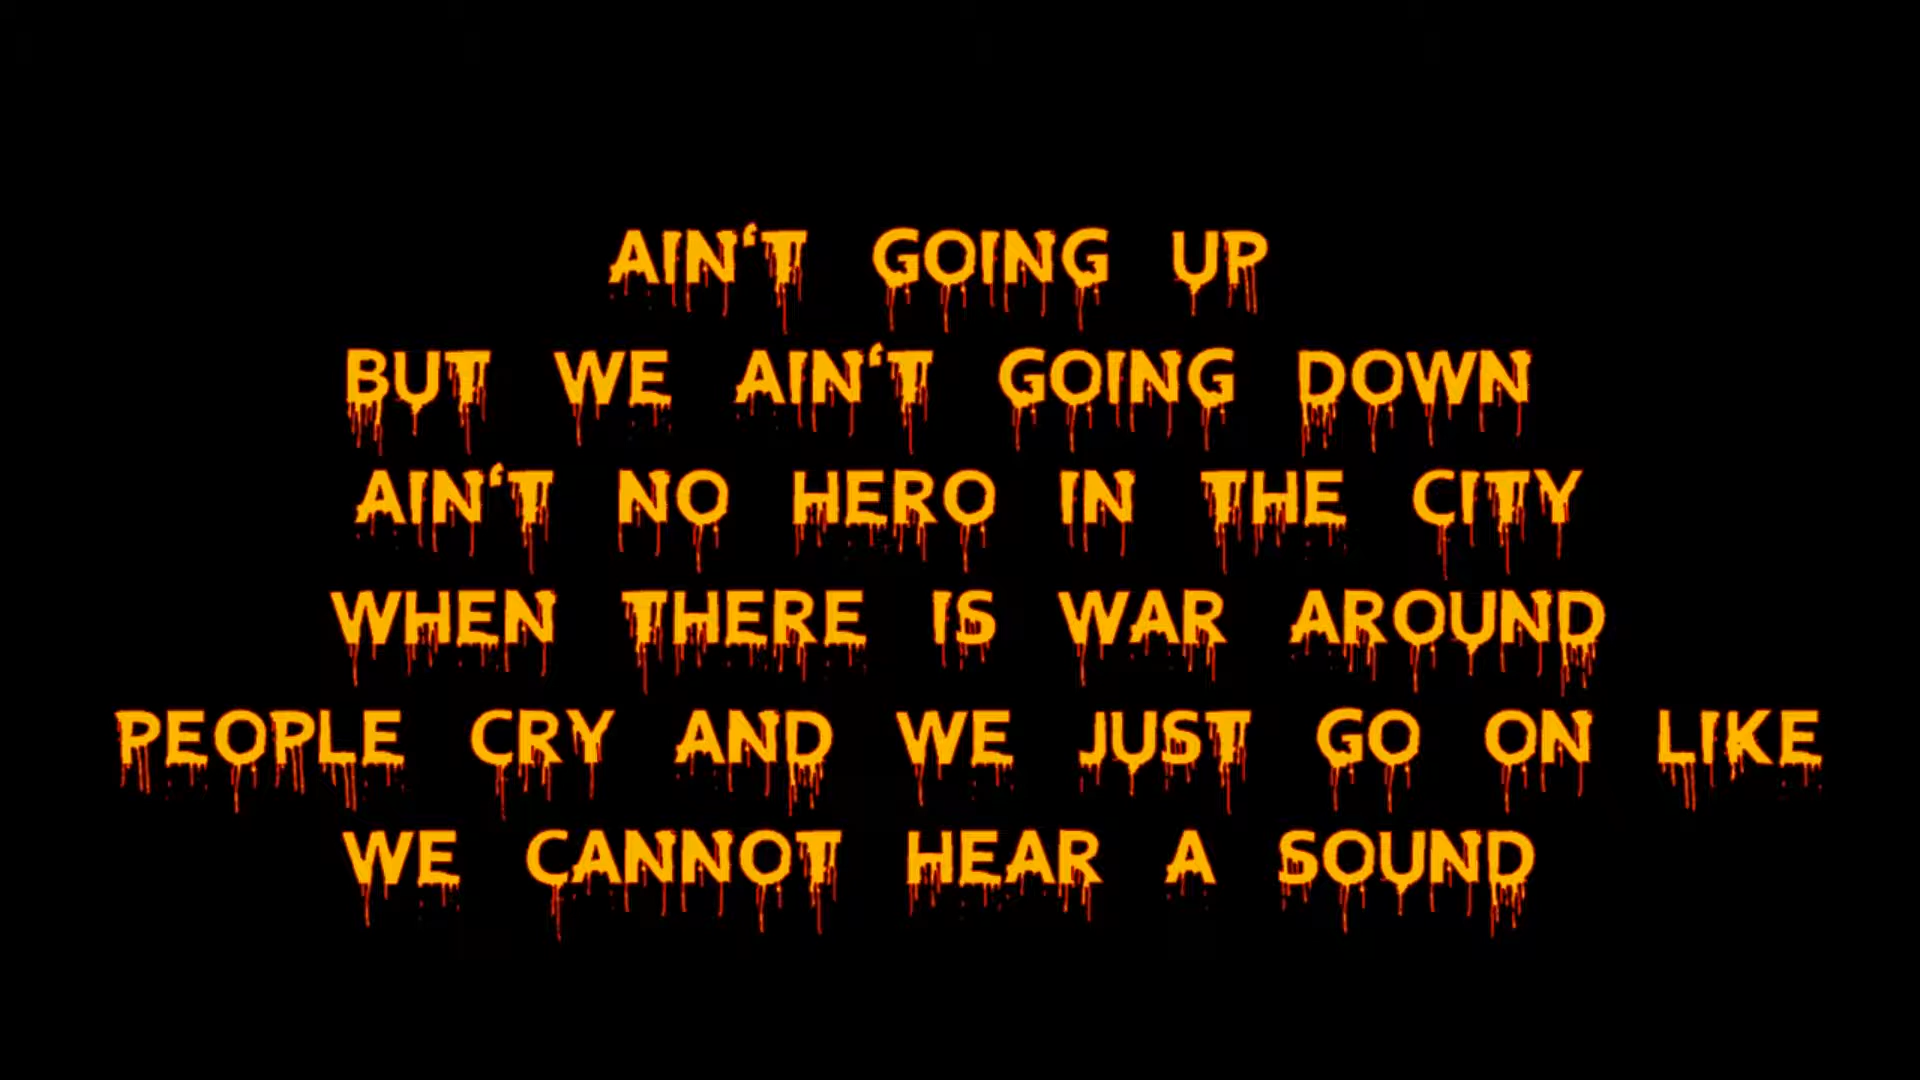 AIN‘T GOING UP
BUT WE AIN‘T GOING DOWN
AIN‘T NO HERO IN THE CITY
WHEN THERE IS WAR AROUND
PEOPLE CRY AND WE JUST GO ON LIKE
WE CANNOT HEAR A SOUND